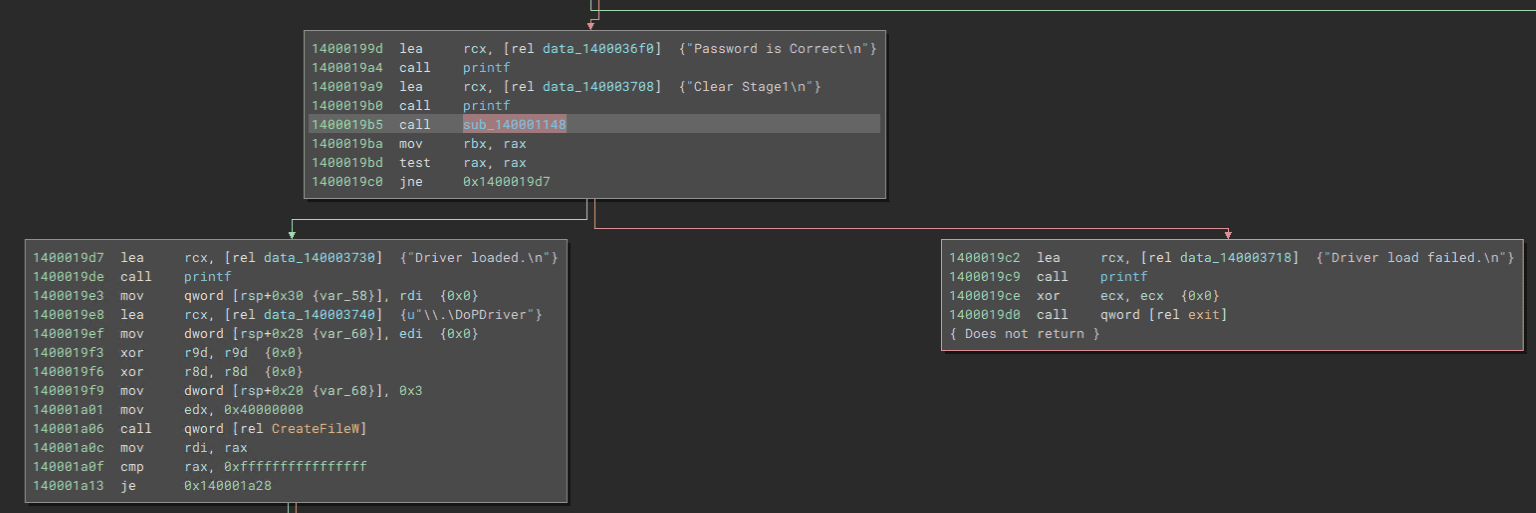 14000199d lea rcx, [rel data_1400036f0] {"Password is Correct\n"}
1400019a4 call printf
1400019a9 lea rcx, [rel data_140003708] {"Clear Stage1\n"}
1400019b0 call printf
1400019b5 call sub_140001148
1400019ba mov rbx, rax
1400019bd test rax, rax
1400019c0 jne 0x1400019d7
1400019d7 lea rcx, [rel data_140003730] {"Driver loaded.\n"}
1400019de call printf
1400019e3 mov qword [rsp+0x30 {var_58}], rdi {0x0}
1400019e8 lea rcx, [rel data_140003740] {u"\\.\DoPDriver"}
1400019ef mov dword [rsp+0x28 {var_60}], edi {0x0}
1400019f3 xor r9d, r9d {0x0}
1400019f6 xor r8d, r8d {0x0}
1400019f9 mov dword [rsp+0x20 {var_68}], 0x3
140001a01 mov edx, 0x40000000
140001a06 call qword [rel CreateFileW]
140001a0c mov rdi, rax
140001a0f cmp rax, 0xffffffffffffffff
140001a13 je 0x140001a28
1400019c2 lea rcx, [rel data_140003718] {"Driver load failed.\n"}
1400019c9 call printf
1400019ce xor ecx, ecx {0x0}
1400019d0 call qword [rel exit]
{ Does not return }